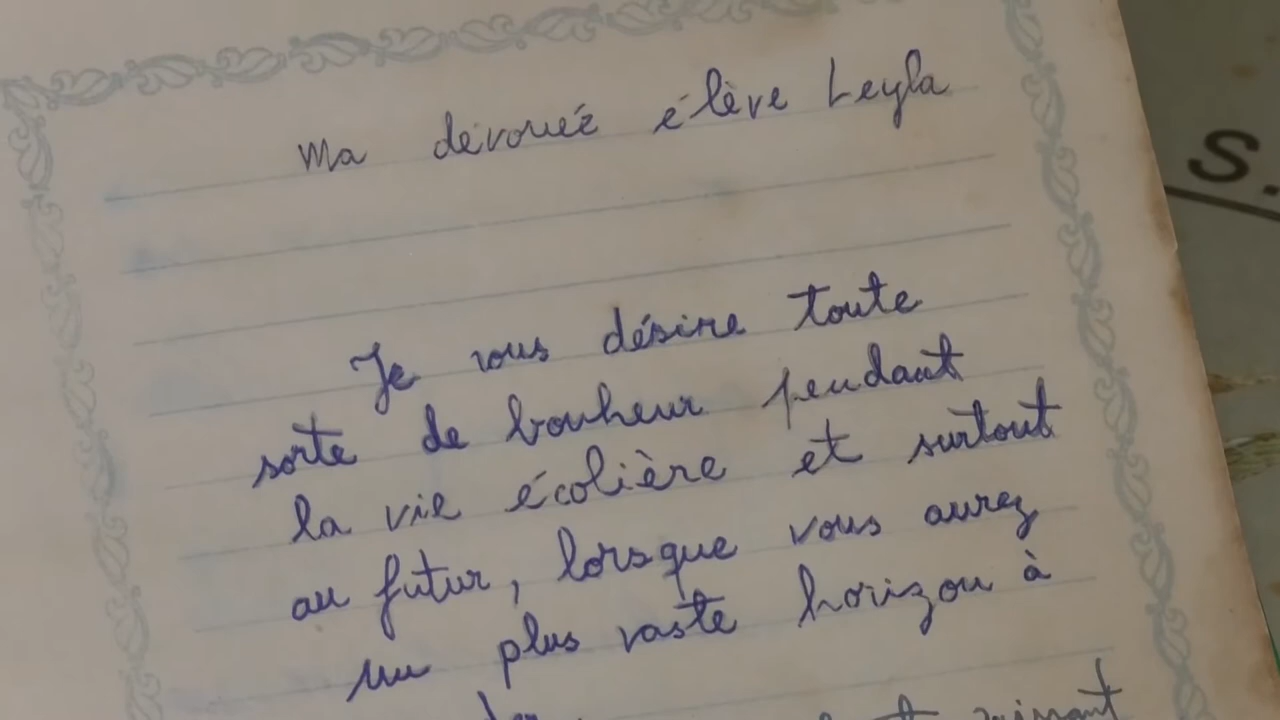 Ma dévouée élève Leyla
Je vous désire toute
sorte de bonheur pendant
la vie écolière et surtout
au futur, lorsque vous aurez
un plus vaste horizon à
S.